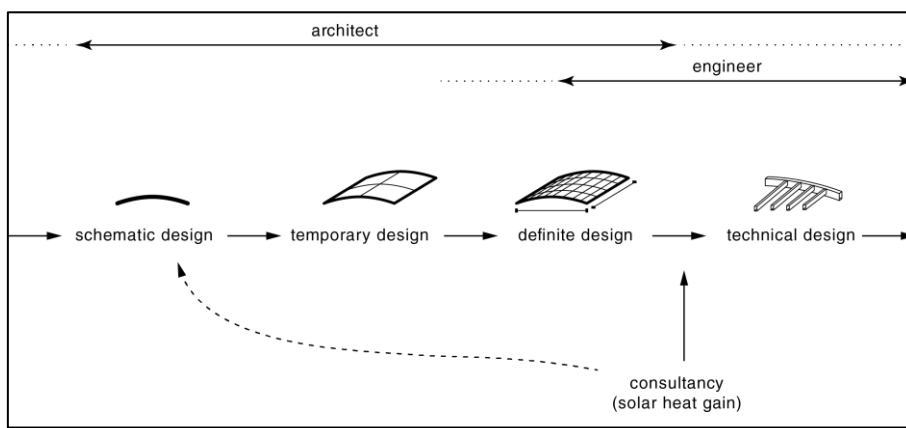 architect
engineer
schematic design
temporary design
definite design
technical design
consultancy
(solar heat gain)